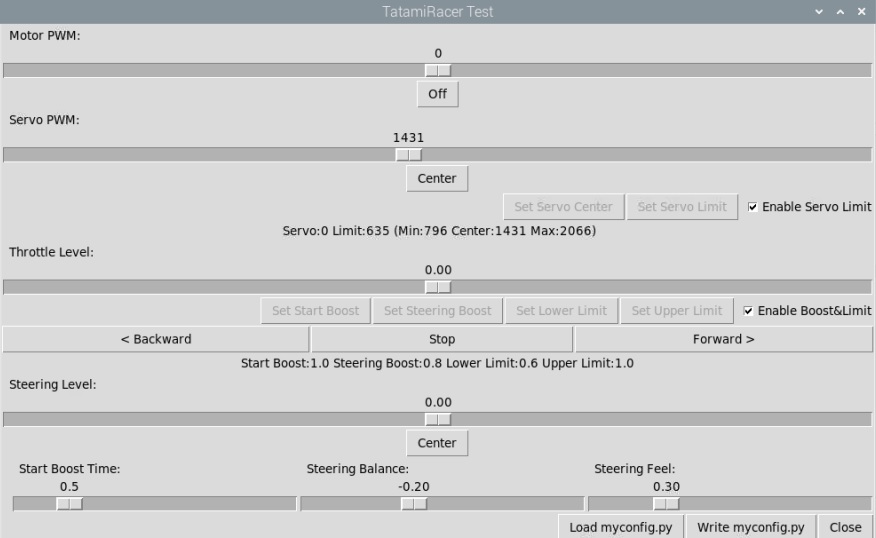 TatamiRacer Test
Motor PWM:
0
Off
Servo PWM:
1431
Center
Set Servo Center Set Servo Limit Enable Servo Limit
Servo:0 Limit:635 (Min:796 Center:1431 Max:2066)
Throttle Level:
0.00
Set Start Boost Set Steering Boost Set Lower Limit Set Upper Limit Enable Boost&Limit
< Backward Stop Forward >
Start Boost:1.0 Steering Boost:0.8 Lower Limit:0.6 Upper Limit:1.0
Steering Level:
0.00
Center
Start Boost Time: Steering Balance: Steering Feel:
0.5 -0.20 0.30
Load myconfig.py Write myconfig.py Close